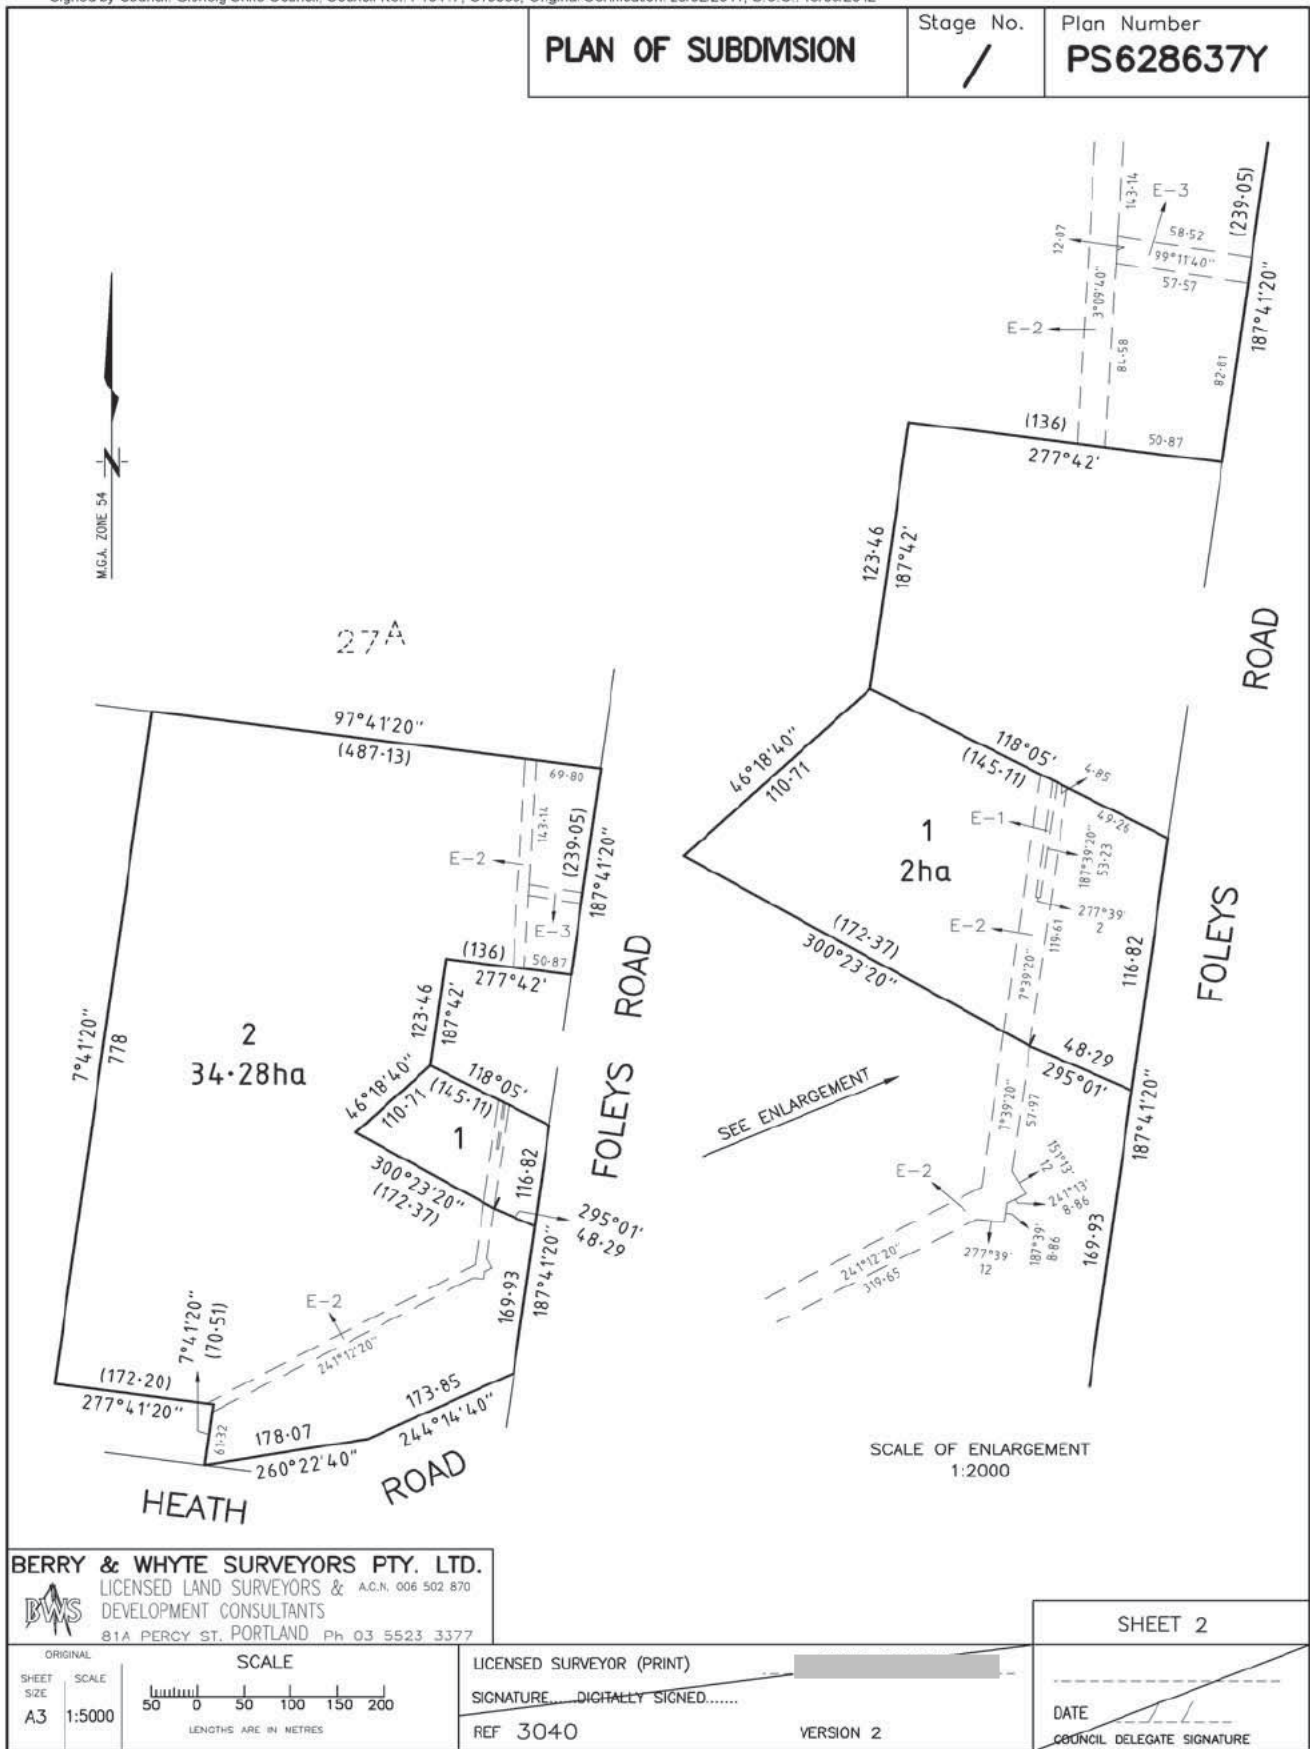 PLAN OF SUBDIVISION
Stage No.
/
Plan Number
PS628637Y
M.G.A. ZONE 54
N
27A
97°41'20"
(487·13)
69·80
143·14
(239·05)
187°41'20"
E-2
E-3
(136)
277°42'
50·87
123·46
187°42'
7°41'20"
778
2
34·28ha
46°18'40"
110·71
118°05'
(145·11)
1
116·82
300°23'20"
(172·37)
295°01'
48·29
187°41'20"
169·93
E-2
241°12'20"
7°41'20"
(70·51)
(172·20)
277°41'20"
61·32
178·07
260°22'40"
173·85
244°14'40"
HEATH
ROAD
FOLEYS
ROAD
143·14
E-3
(239·05)
12·07
58·52
99°11'40"
57·57
187°41'20"
3°09'40"
E-2
84·58
82·81
(136)
277°42'
50·87
123·46
187°42'
ROAD
46°18'40"
110·71
118°05'
(145·11)
4·85
49·26
1
2ha
E-1
187°39'20"
53·23
277°39'
2
E-2
119·61
7°39'20"
116·82
FOLEYS
(172·37)
300°23'20"
48·29
295°01'
187°41'20"
SEE ENLARGEMENT
7°39'20"
57·97
151°13'
12
241°13'
8·86
187°39'
8·86
277°39'
12
E-2
241°12'20"
319·65
169·93
SCALE OF ENLARGEMENT
1:2000
BERRY & WHYTE SURVEYORS PTY. LTD.
BWS
LICENSED LAND SURVEYORS & A.C.N. 006 502 870
DEVELOPMENT CONSULTANTS
81A PERCY ST. PORTLAND Ph 03 5523 3377
ORIGINAL
SHEET SIZE
A3
SCALE
1:5000
SCALE
50 0 50 100 150 200
LENGTHS ARE IN METRES
LICENSED SURVEYOR (PRINT)
SIGNATURE....DIGITALLY SIGNED.......
REF 3040
VERSION 2
SHEET 2
DATE / /
COUNCIL DELEGATE SIGNATURE